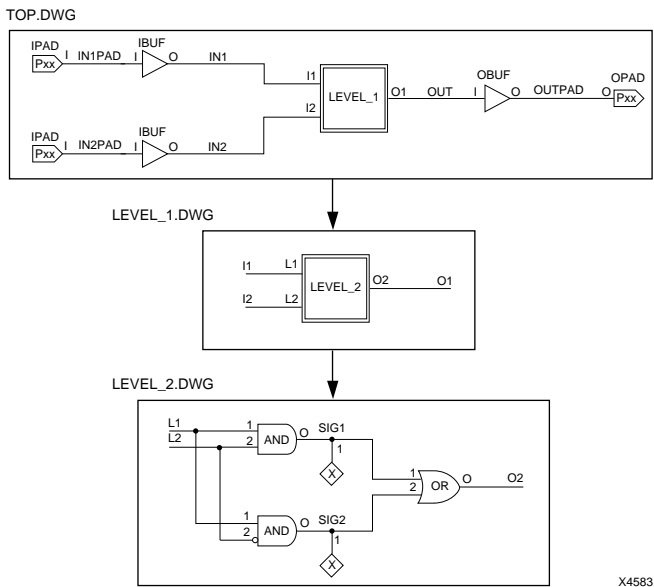 TOP.DWG
IPAD IBUF
Pxx I IN1PAD I O IN1 I1
LEVEL_1 O1 OUT I OBUF O OUTPAD O OPAD Pxx
I2
IPAD IBUF
Pxx I IN2PAD I O IN2
LEVEL_1.DWG
I1 L1
LEVEL_2 O2 O1
I2 L2
LEVEL_2.DWG
L1 1 O SIG1
L2 2 AND 1
X
1 O O2
2 OR
1 O SIG2
2 AND 1
X
X4583